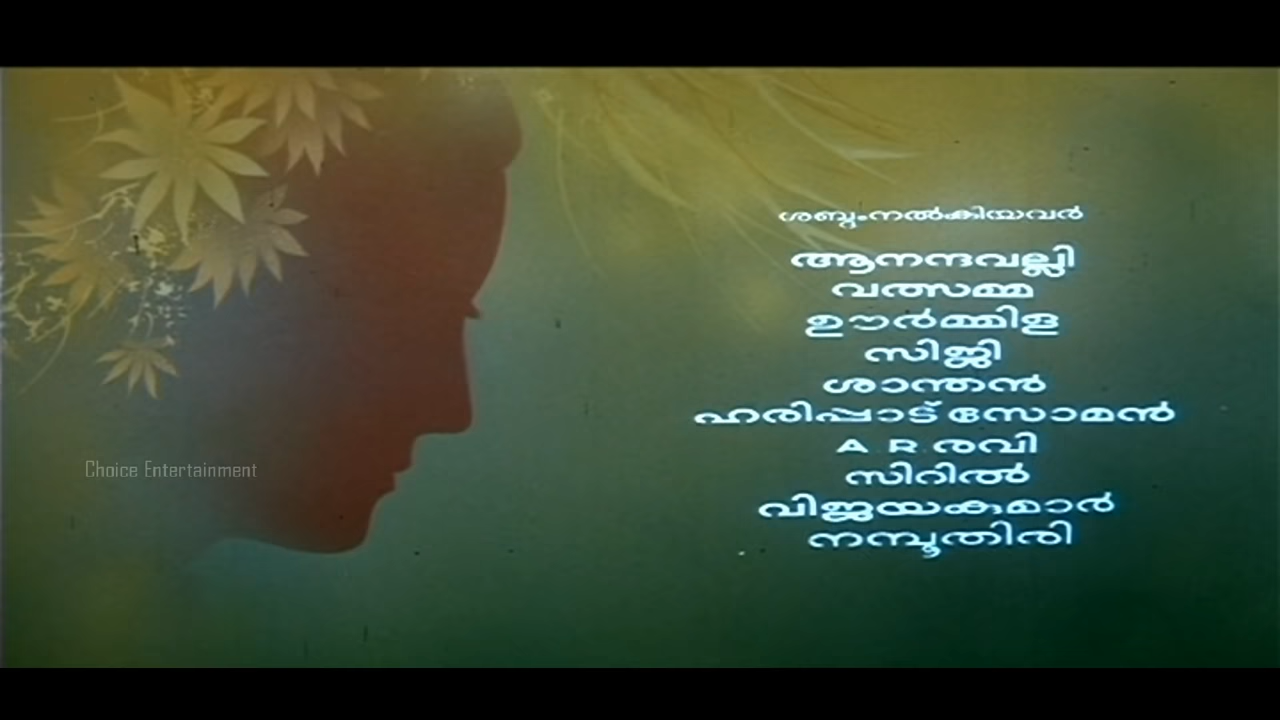 ശബ്ദംനൽകിയവർ
ആനന്ദവല്ലി
വത്സമ്മ
ഊർമ്മിള
സിജ്ജി
ശാന്തൻ
ഹരിപ്പാട് സോമൻ
A R രവി
സിറിൽ
വിജയകുമാർ
നമ്പൂതിരി
Choice Entertainment